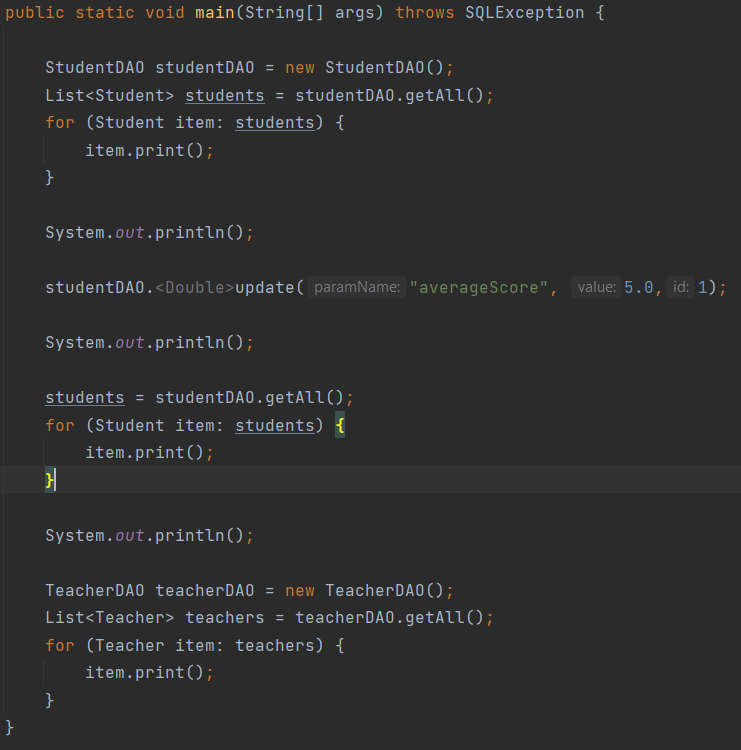 public static void main(String[] args) throws SQLException {
StudentDAO studentDAO = new StudentDAO();
List<Student> students = studentDAO.getAll();
for (Student item: students) {
item.print();
}
System.out.println();
studentDAO.<Double>update( paramName: "averageScore", value: 5.0, id: 1);
System.out.println();
students = studentDAO.getAll();
for (Student item: students) {
item.print();
}
System.out.println();
TeacherDAO teacherDAO = new TeacherDAO();
List<Teacher> teachers = teacherDAO.getAll();
for (Teacher item: teachers) {
item.print();
}
}